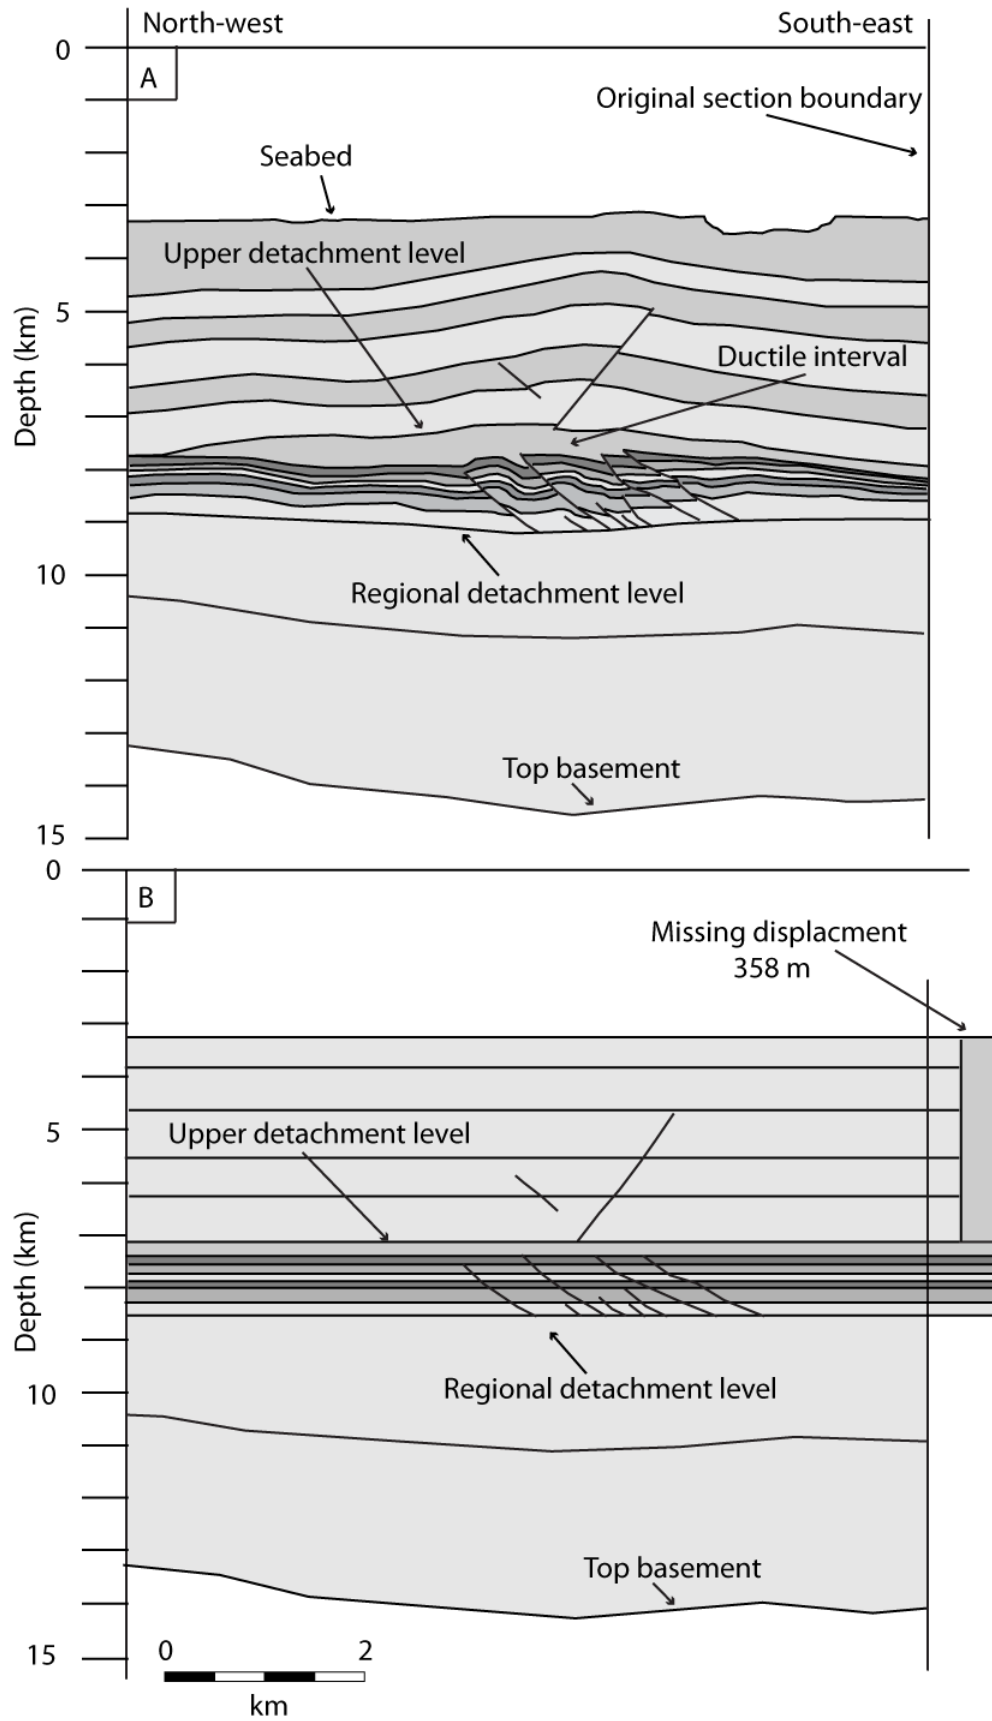 North-west
South-east
0
A
Original section boundary
Seabed
Upper detachment level
5
Ductile interval
Depth (km)
10
Regional detachment level
Top basement
15
0
B
Missing displacment
358 m
5
Upper detachment level
Depth (km)
10
Regional detachment level
Top basement
15
0 2
km